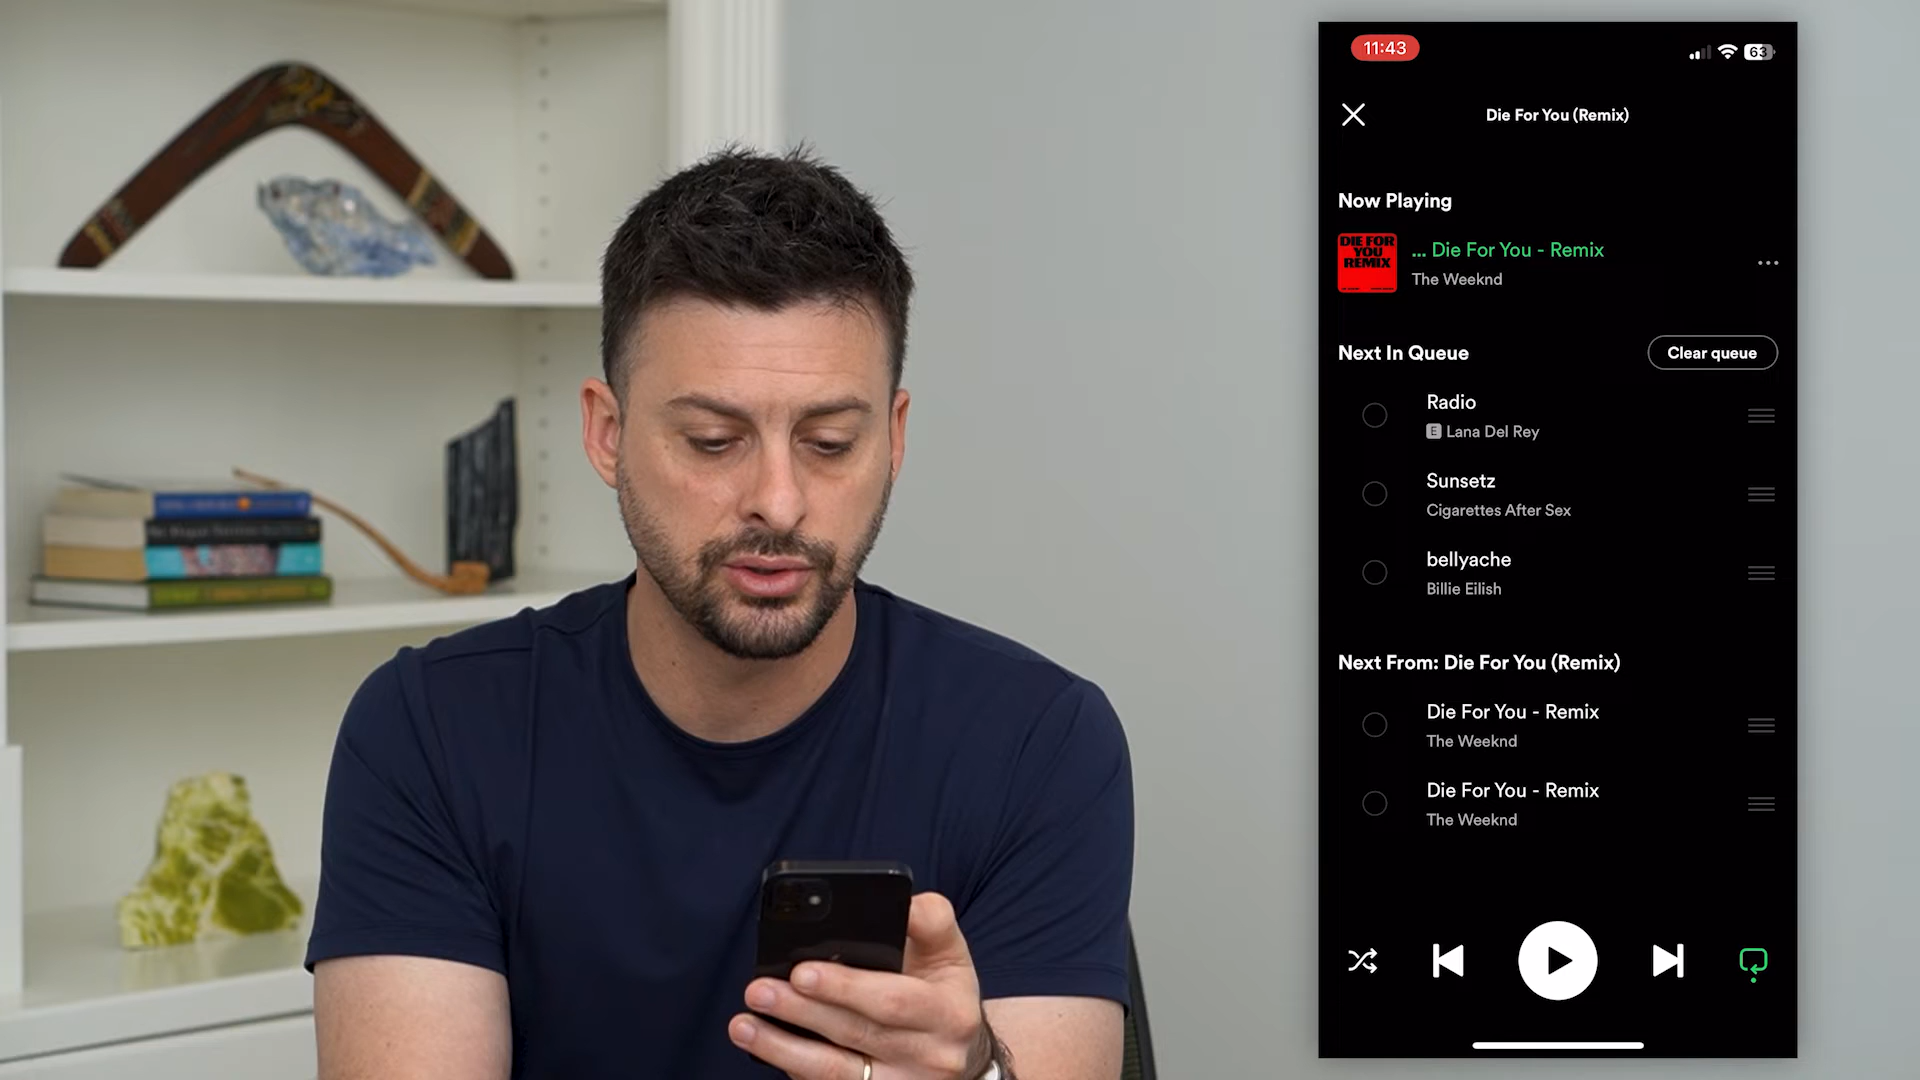 11:43
63
Die For You (Remix)
Now Playing
DIE FOR
YOU
REMIX
... Die For You - Remix
The Weeknd
Next In Queue
Clear queue
Radio
E Lana Del Rey
Sunsetz
Cigarettes After Sex
bellyache
Billie Eilish
Next From: Die For You (Remix)
Die For You - Remix
The Weeknd
Die For You - Remix
The Weeknd